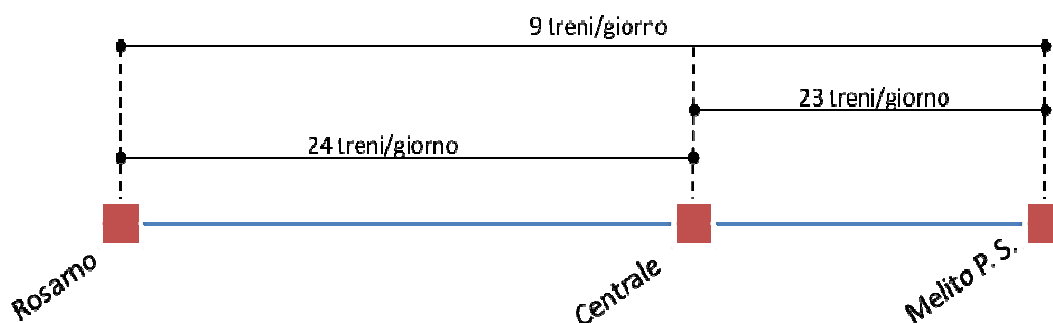 9 treni/giorno
23 treni/giorno
24 treni/giorno
Rosarno
Centrale
Melito P. S.